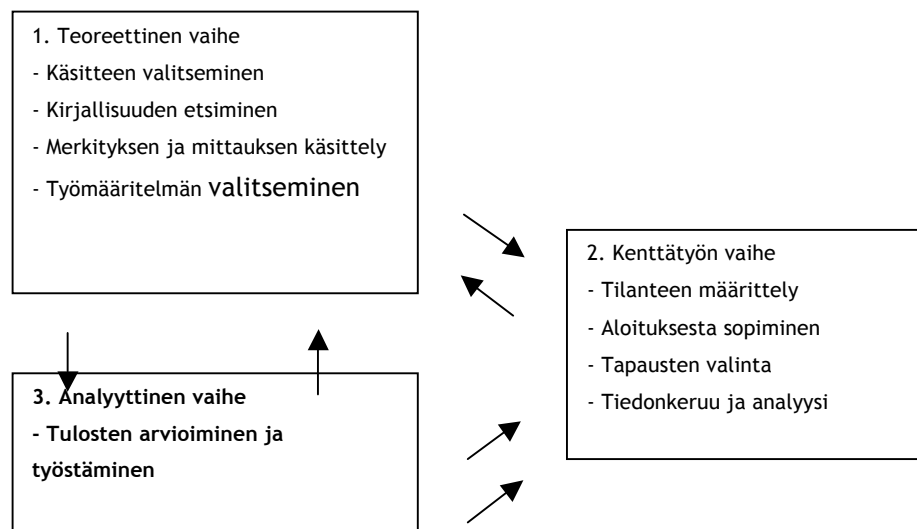 1. Teoreettinen vaihe
- Käsitteen valitseminen
- Kirjallisuuden etsiminen
- Merkityksen ja mittauksen käsittely
- Työmääritelmän valitseminen
2. Kenttätyön vaihe
- Tilanteen määrittely
- Aloituksesta sopiminen
- Tapausten valinta
- Tiedonkeruu ja analyysi
3. Analyyttinen vaihe
- Tulosten arvioiminen ja
työstäminen